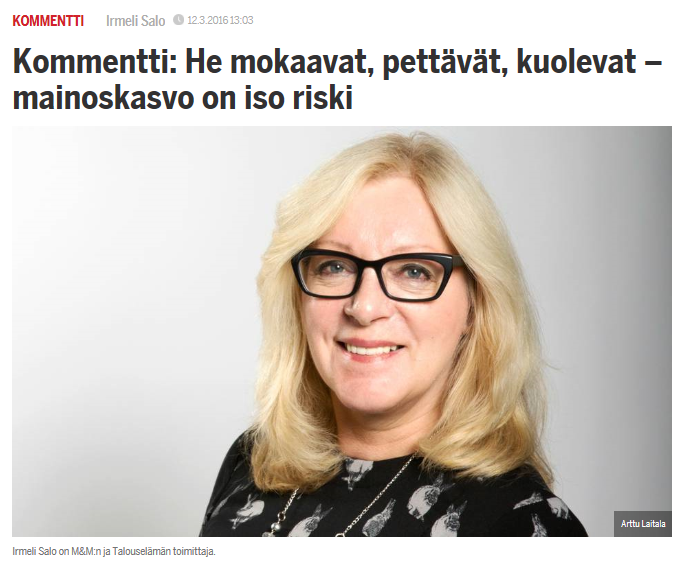 KOMMENTTI Irmeli Salo 12.3.2016 13:03
Kommentti: He mokaavat, pettävät, kuolevat –
mainoskasvo on iso riski
Arttu Laitala
Irmeli Salo on M&M:n ja Talouselämän toimittaja.